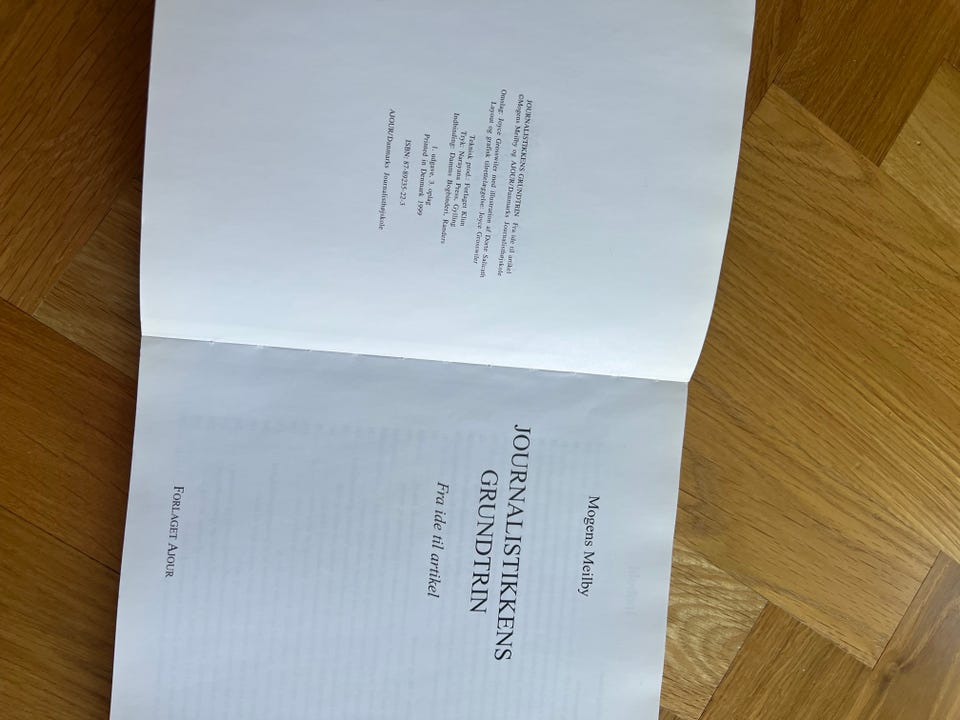 JOURNALISTIKKENS GRUNDTRIN Fra ide til artikel
©Mogens Meilby og AJOUR/Danmarks Journalisthøjskole
Omslag: Joyce Grosswiler med illustration af Dorte Salicath
Layout og grafisk tilrettelæggelse: Joyce Grosswiler
Teknisk prod.: Forlaget Klim
Tryk: Narayana Press, Gylling
Indbinding: Damms Bogbinderi, Randers
1. udgave, 3. oplag
Printed in Denmark 1999
ISBN: 87-89235-22-5
AJOUR/Danmarks Journalisthøjskole
Mogens Meilby
JOURNALISTIKKENS
GRUNDTRIN
Fra ide til artikel
FORLAGET AJOUR